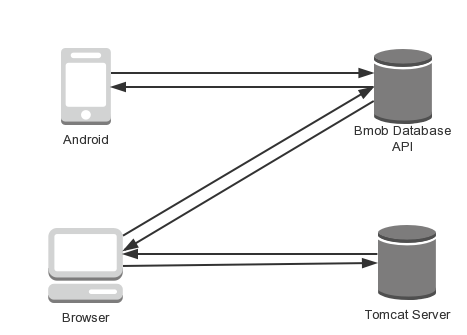 Android
Bmob Database
API
Browser
Tomcat Server